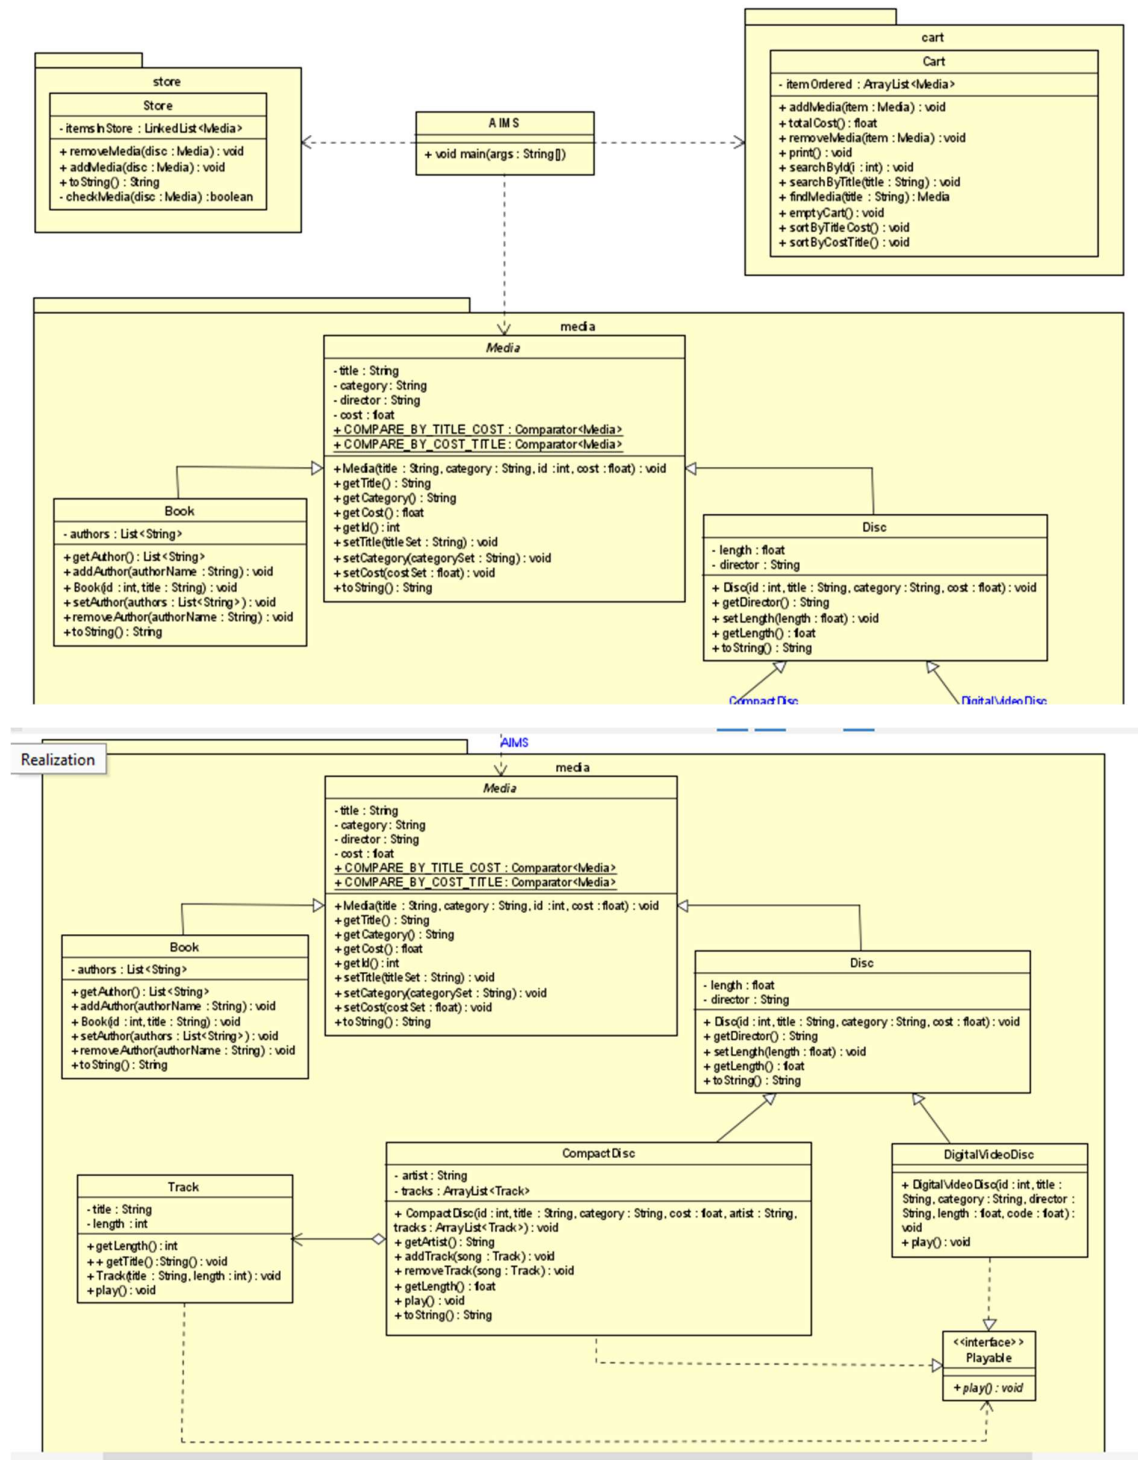 store
Store
- itemsInStore : LinkedList<Media>
+ removeMedia(disc : Media) : void
+ addMedia(disc : Media) : void
+ toString() : String
- checkMedia(disc : Media) : boolean
AIMS
+ void main(args : String[])
cart
Cart
- itemOrdered : ArrayList<Media>
+ addMedia(item : Media) : void
+ totalCost() : float
+ removeMedia(item : Media) : void
+ print() : void
+ searchById(i : int) : void
+ searchByTitle(title : String) : void
+ findMedia(title : String) : Media
+ emptyCart() : void
+ sortByTitleCost() : void
+ sortByCostTitle() : void
media
Media
- title : String
- category : String
- director : String
- cost : float
+ COMPARE_BY_TITLE_COST : Comparator<Media>
+ COMPARE_BY_COST_TITLE : Comparator<Media>
+ Media(title : String, category : String, id : int, cost : float) : void
+ getTitle() : String
+ getCategory() : String
+ getCost() : float
+ getId() : int
+ setTitle(titleSet : String) : void
+ setCategory(categorySet : String) : void
+ setCost(costSet : float) : void
+ toString() : String
Book
- authors : List<String>
+ getAuthor() : List<String>
+ addAuthor(authorName : String) : void
+ Book(id : int, title : String) : void
+ setAuthor(authors : List<String>) : void
+ removeAuthor(authorName : String) : void
+ toString() : String
Disc
- length : float
- director : String
+ Disc(id : int, title : String, category : String, cost : float) : void
+ getDirector() : String
+ setLength(length : float) : void
+ getLength() : float
+ toString() : String
CompactDisc
DigitalVideoDisc
Realization
AIMS
media
Media
- title : String
- category : String
- director : String
- cost : float
+ COMPARE_BY_TITLE_COST : Comparator<Media>
+ COMPARE_BY_COST_TITLE : Comparator<Media>
+ Media(title : String, category : String, id : int, cost : float) : void
+ getTitle() : String
+ getCategory() : String
+ getCost() : float
+ getId() : int
+ setTitle(titleSet : String) : void
+ setCategory(categorySet : String) : void
+ setCost(costSet : float) : void
+ toString() : String
Book
- authors : List<String>
+ getAuthor() : List<String>
+ addAuthor(authorName : String) : void
+ Book(id : int, title : String) : void
+ setAuthor(authors : List<String>) : void
+ removeAuthor(authorName : String) : void
+ toString() : String
Disc
- length : float
- director : String
+ Disc(id : int, title : String, category : String, cost : float) : void
+ getDirector() : String
+ setLength(length : float) : void
+ getLength() : float
+ toString() : String
Track
- title : String
- length : int
+ getLength() : int
+ + getTitle() :String() : void
+ Track(title : String, length : int) : void
+ play() : void
CompactDisc
- artist : String
- tracks : ArrayList<Track>
+ CompactDisc(id : int, title : String, category : String, cost : float, artist : String,
tracks : ArrayList<Track>) : void
+ getArtist() : String
+ addTrack(song : Track) : void
+ removeTrack(song : Track) : void
+ getLength() : float
+ play() : void
+ toString() : String
DigitalVideoDisc
+ DigitalVideoDisc(id : int, title :
String, category : String, director :
String, length : float, code : float) :
void
+ play() : void
<<interface>>
Playable
+ play() : void